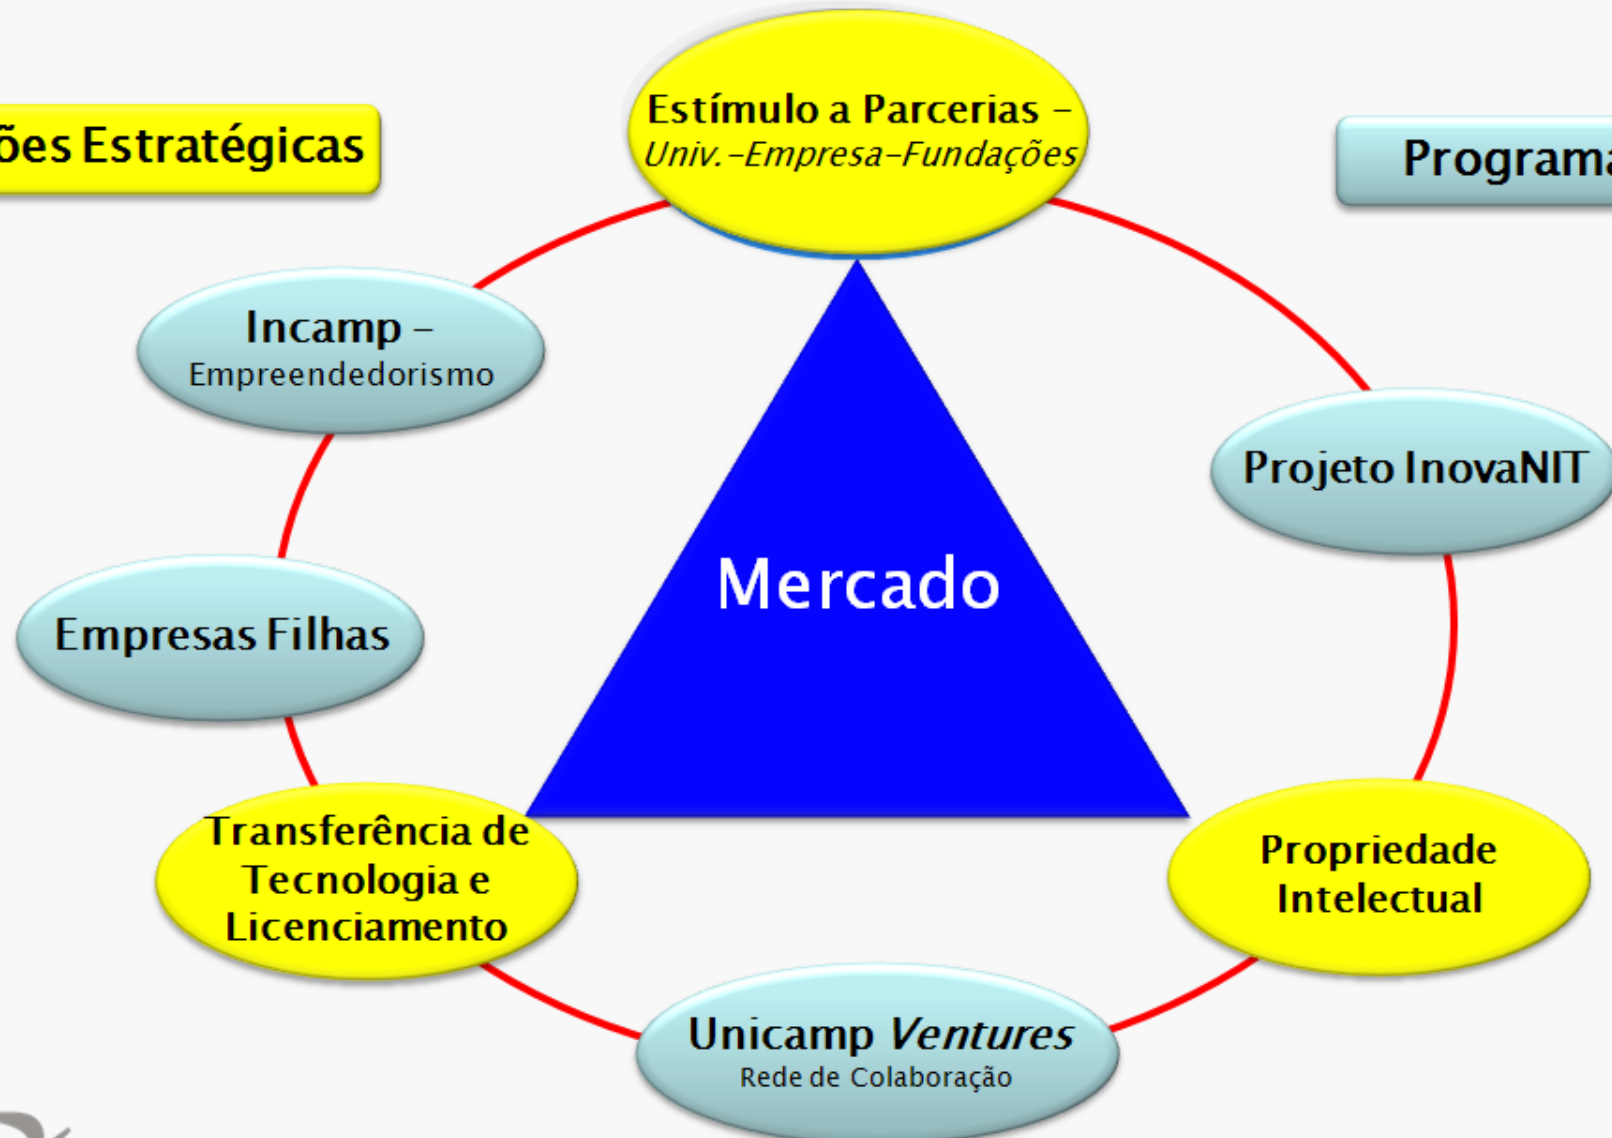 ões Estratégicas
Estímulo a Parcerias –
Univ.–Empresa–Fundações
Programa
Incamp –
Empreendedorismo
Projeto InovaNIT
Mercado
Empresas Filhas
Transferência de
Tecnologia e
Licenciamento
Propriedade
Intelectual
Unicamp Ventures
Rede de Colaboração